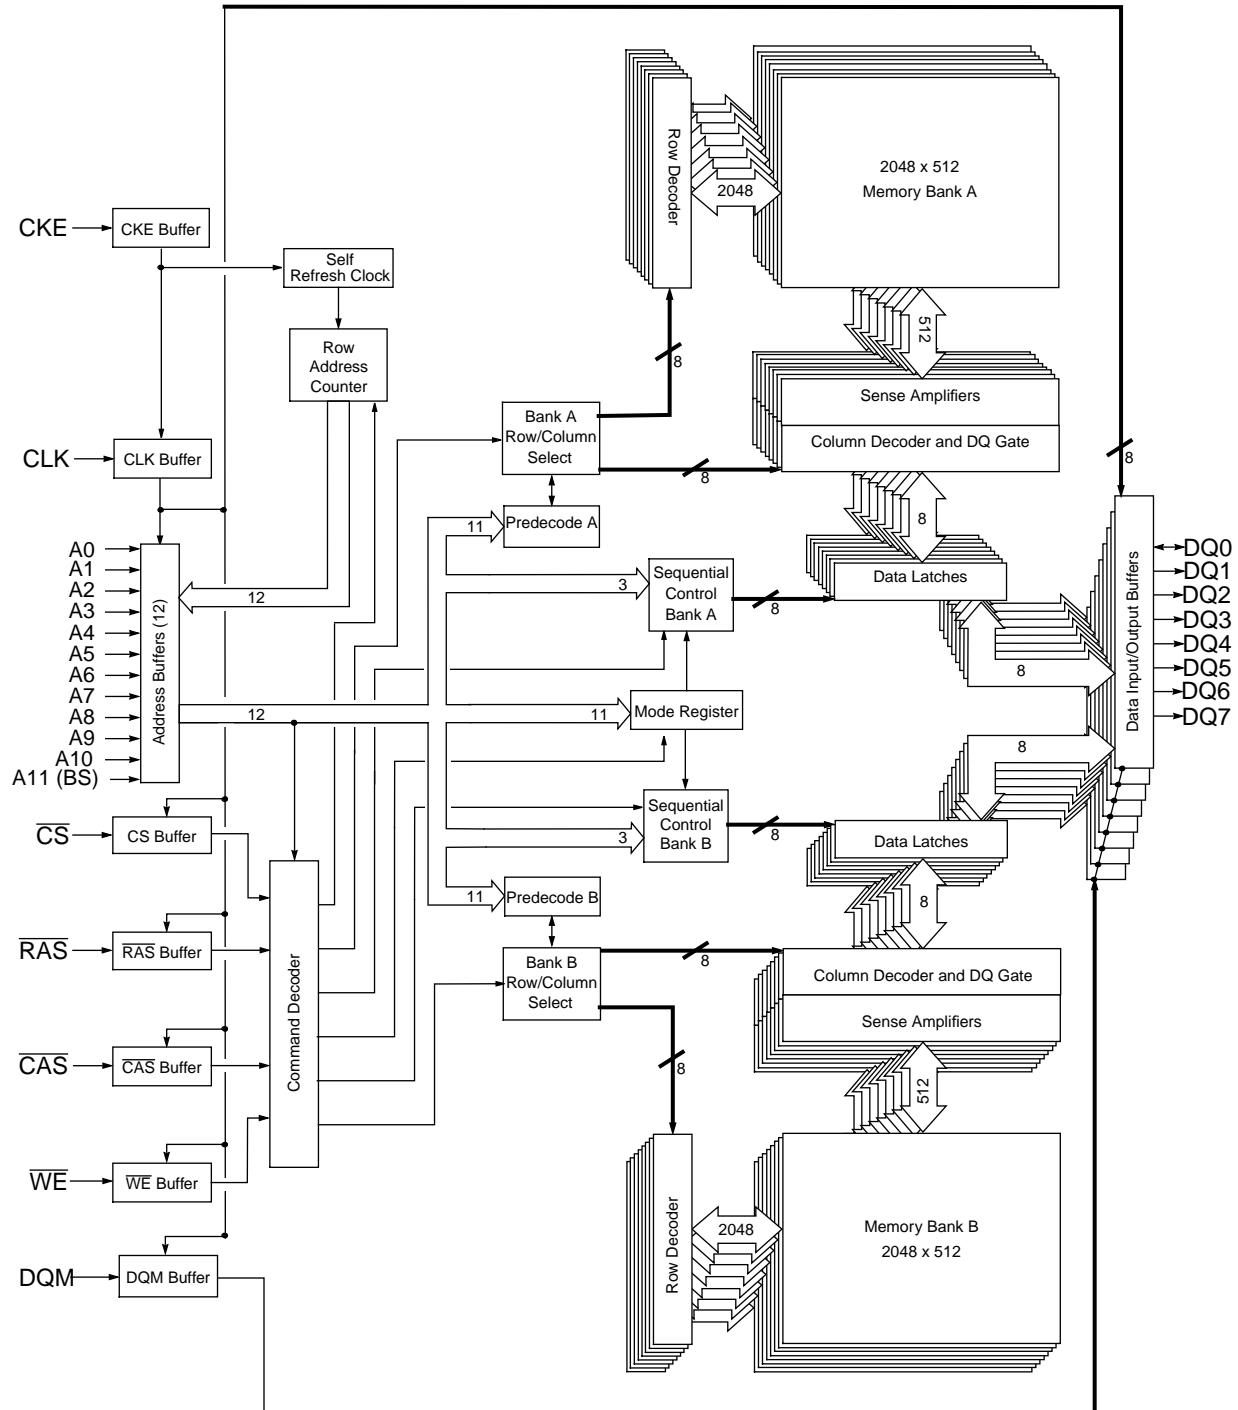 CKE
CKE Buffer
Self
Refresh Clock
Row
Address
Counter
CLK
CLK Buffer
A0
A1
A2
A3
A4
A5
A6
A7
A8
A9
A10
A11 (BS)
Address Buffers (12)
12
12
CS
CS Buffer
RAS
RAS Buffer
CAS
CAS Buffer
WE
WE Buffer
DQM
DQM Buffer
Command Decoder
Bank A
Row/Column
Select
8
8
Predecode A
11
3
Sequential
Control
Bank A
8
11
Mode Register
Sequential
Control
Bank B
3
8
11
Predecode B
Bank B
Row/Column
Select
8
8
Row Decoder
2048
2048 x 512
Memory Bank A
512
Sense Amplifiers
Column Decoder and DQ Gate
8
Data Latches
8
8
Data Latches
8
Column Decoder and DQ Gate
Sense Amplifiers
512
Row Decoder
2048
Memory Bank B
2048 x 512
8
Data Input/Output Buffers
DQ0
DQ1
DQ2
DQ3
DQ4
DQ5
DQ6
DQ7